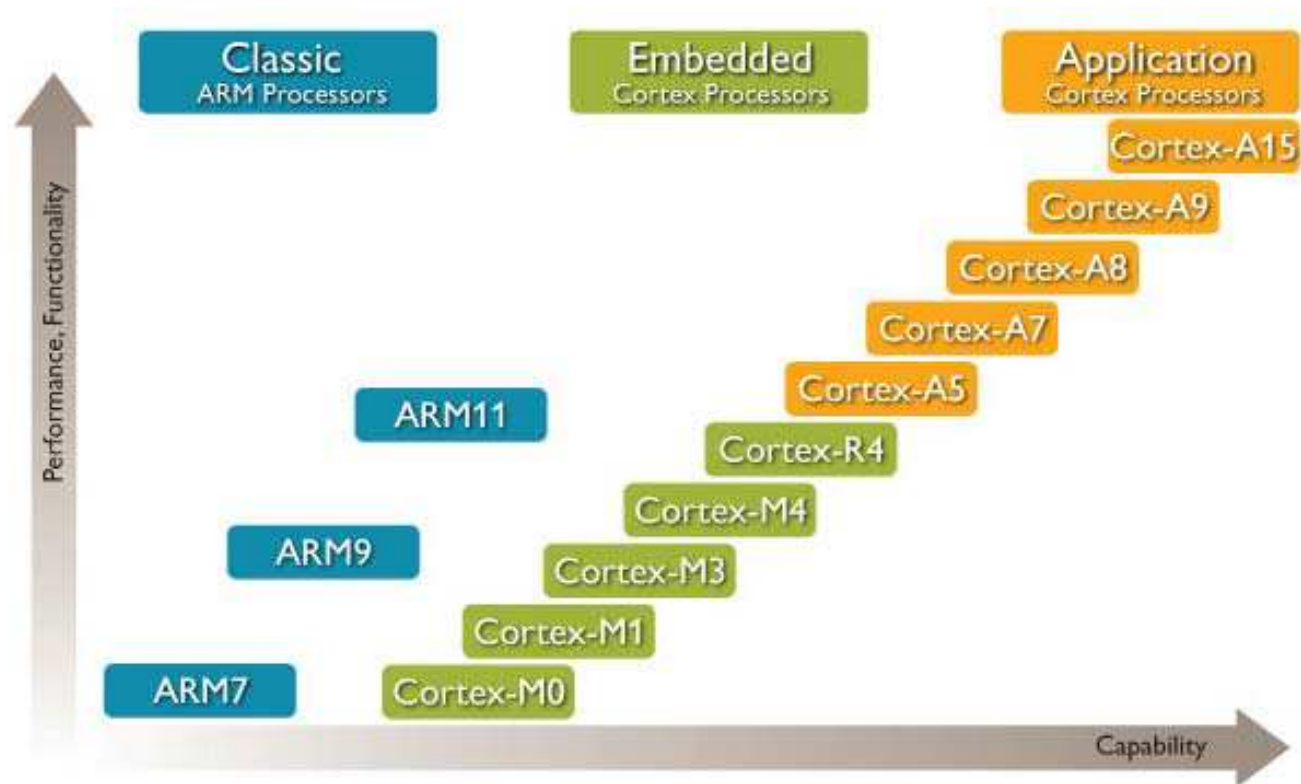 Classic
ARM Processors
Embedded
Cortex Processors
Application
Cortex Processors
Cortex-A15
Cortex-A9
Cortex-A8
Cortex-A7
Cortex-A5
ARM11
Cortex-R4
Cortex-M4
ARM9
Cortex-M3
Cortex-M1
ARM7
Cortex-M0
Performance, Functionality
Capability